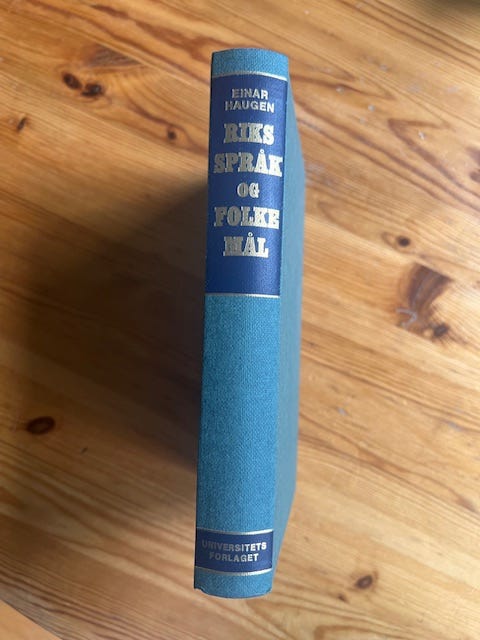 EINAR
HAUGEN
RIKS
SPRÅK
OG
FOLKE
MÅL
UNIVERSITETS
FORLAGET